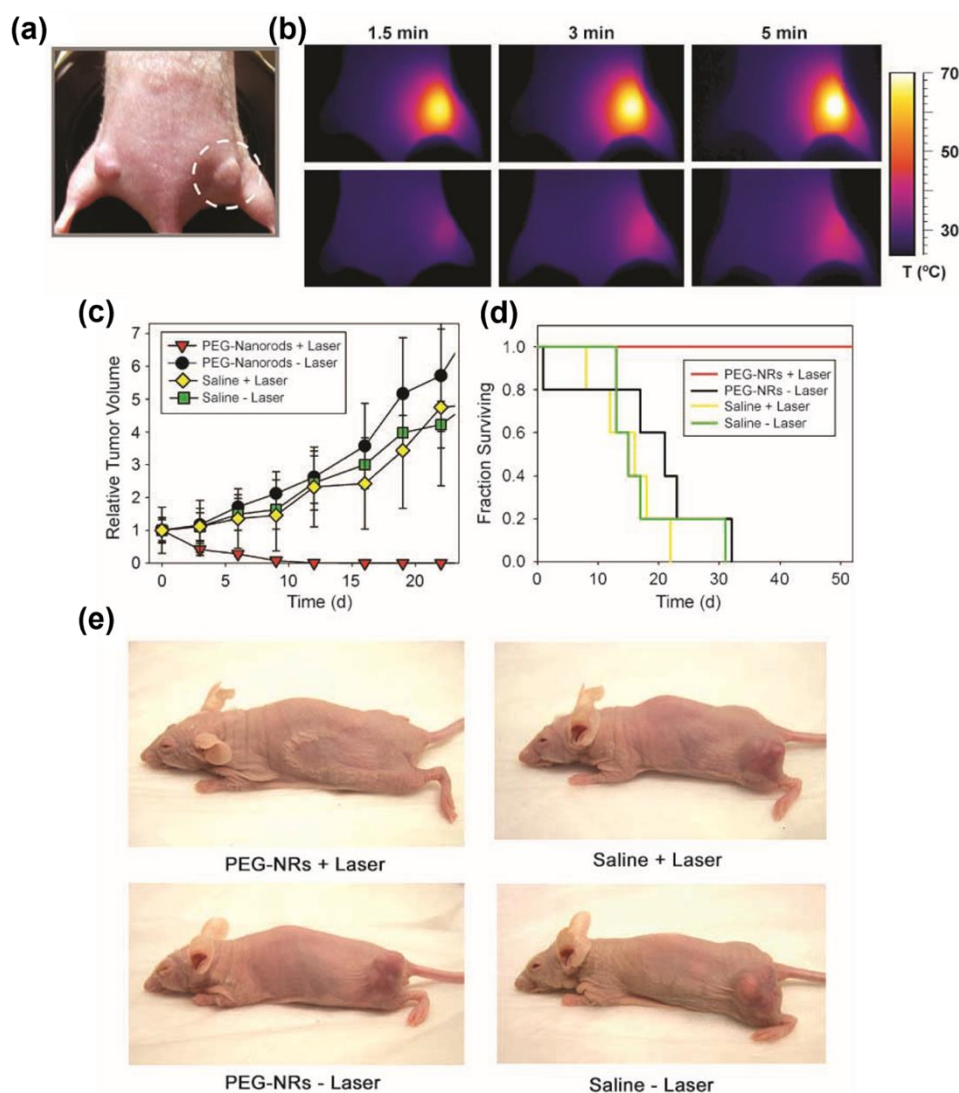 (a)
(b)
1.5 min
3 min
5 min
70
50
30
T (ºC)
(c)
7
6
5
4
3
2
1
0
Relative Tumor Volume
PEG-Nanorods + Laser
PEG-Nanorods - Laser
Saline + Laser
Saline - Laser
0 5 10 15 20
Time (d)
(d)
1.0
0.8
0.6
0.4
0.2
0.0
Fraction Surviving
PEG-NRs + Laser
PEG-NRs - Laser
Saline + Laser
Saline - Laser
0 10 20 30 40 50
Time (d)
(e)
PEG-NRs + Laser
Saline + Laser
PEG-NRs - Laser
Saline - Laser